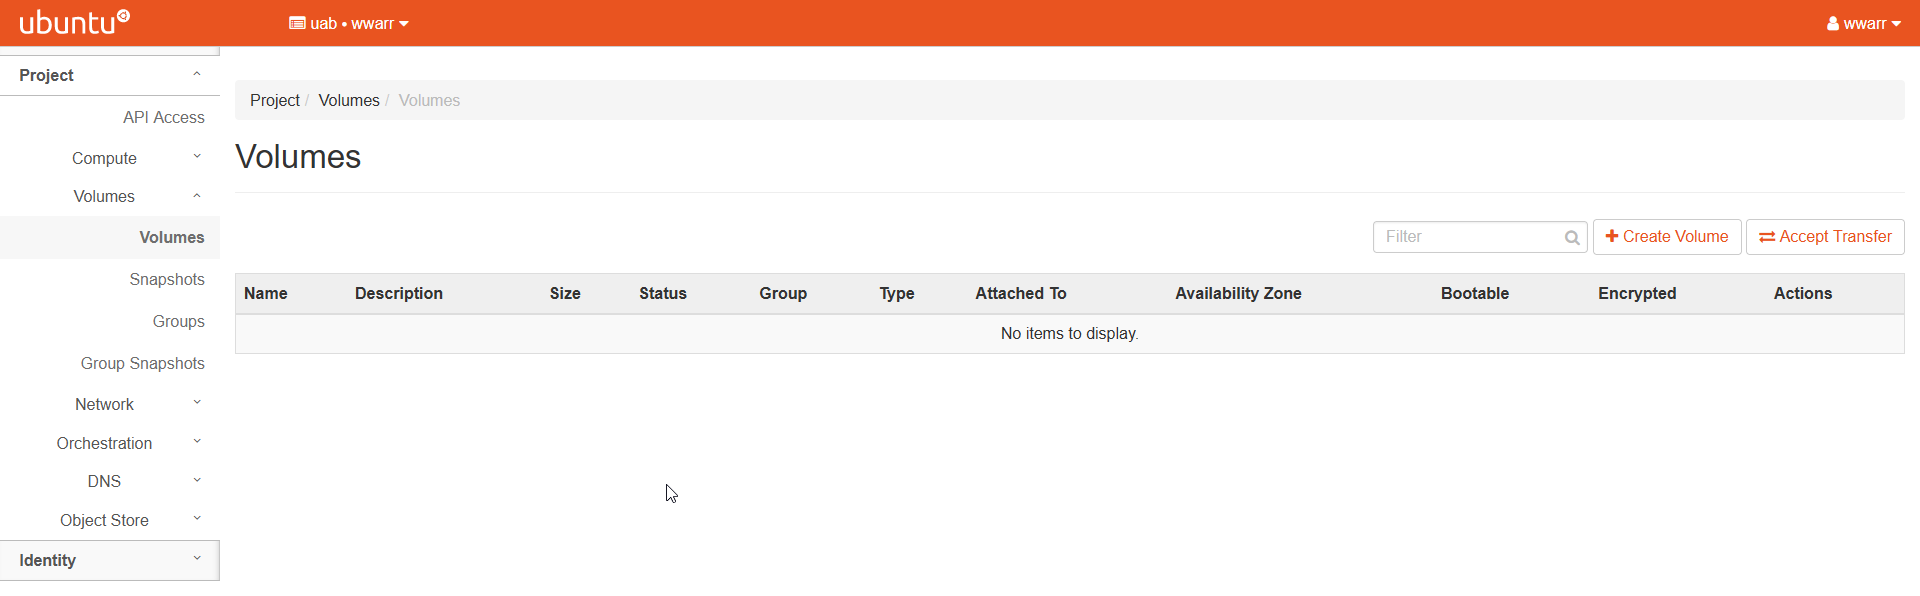 ubuntu
uab • wwarr
wwarr
Project
API Access
Compute
Volumes
Volumes
Snapshots
Groups
Group Snapshots
Network
Orchestration
DNS
Object Store
Identity
Project / Volumes / Volumes
Volumes
Filter
Create Volume
Accept Transfer
Name Description Size Status Group Type Attached To Availability Zone Bootable Encrypted Actions
No items to display.